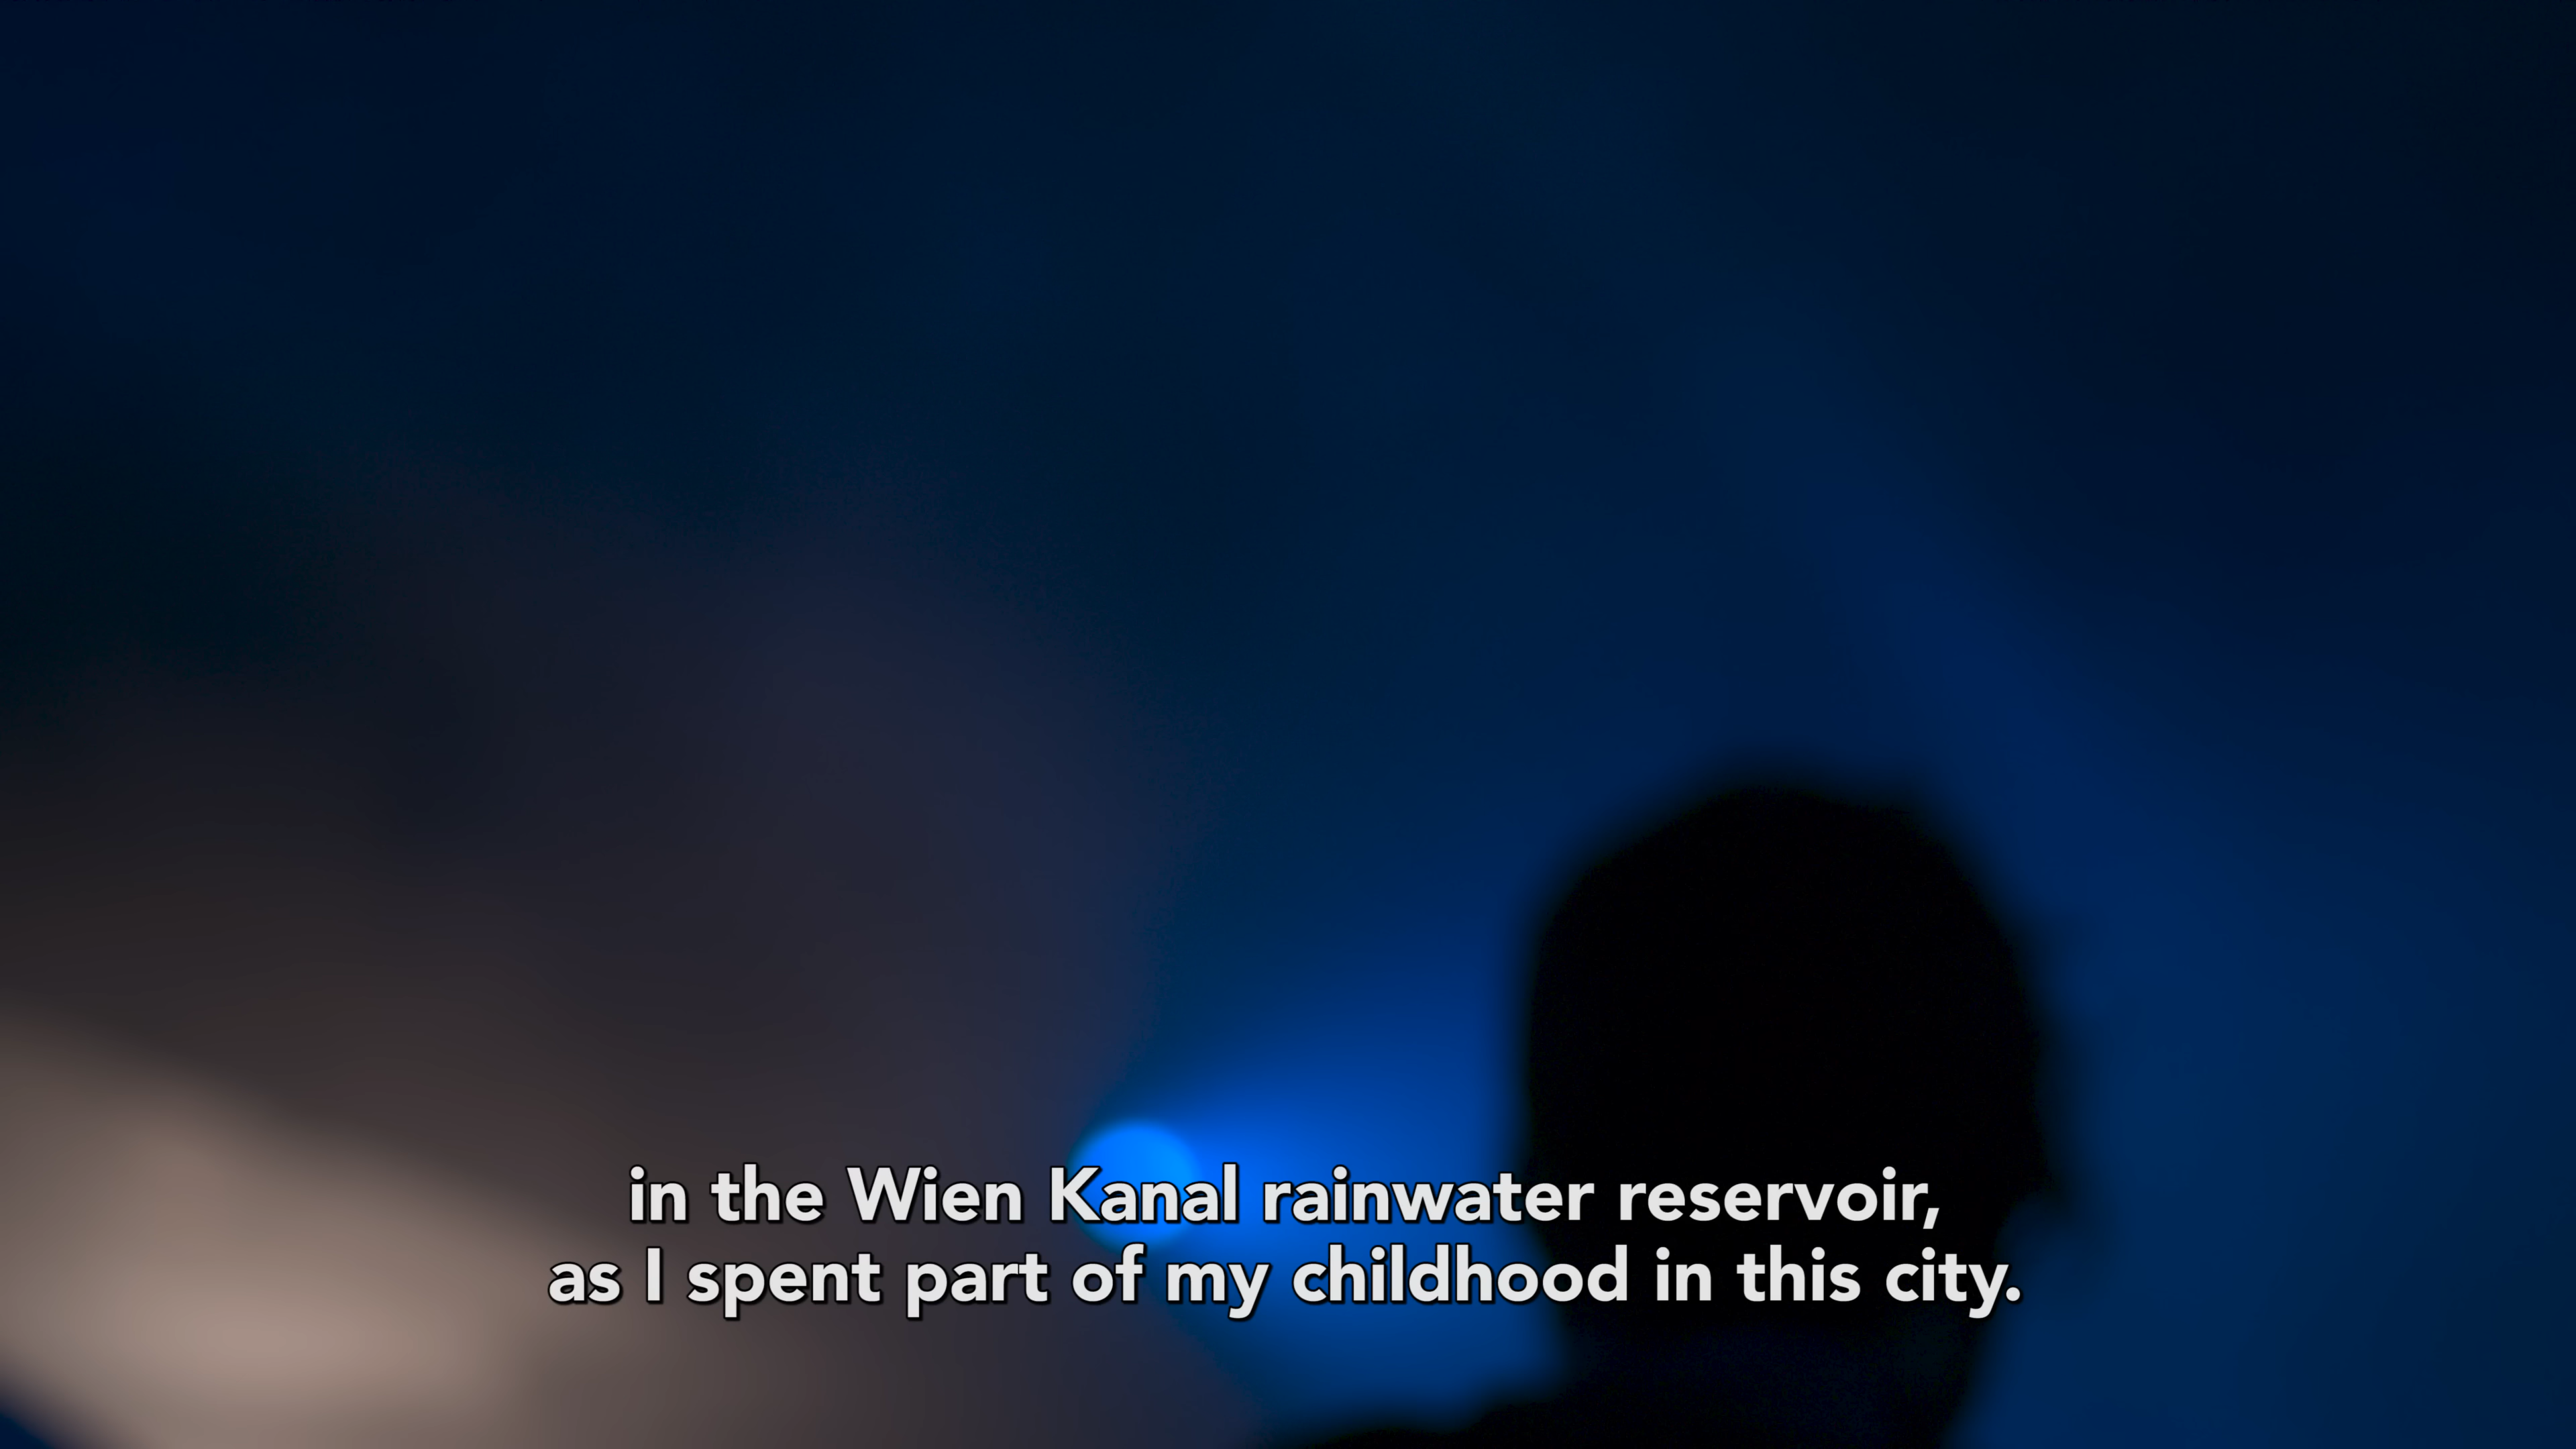 in the Wien Kanal rainwater reservoir,
as I spent part of my childhood in this city.